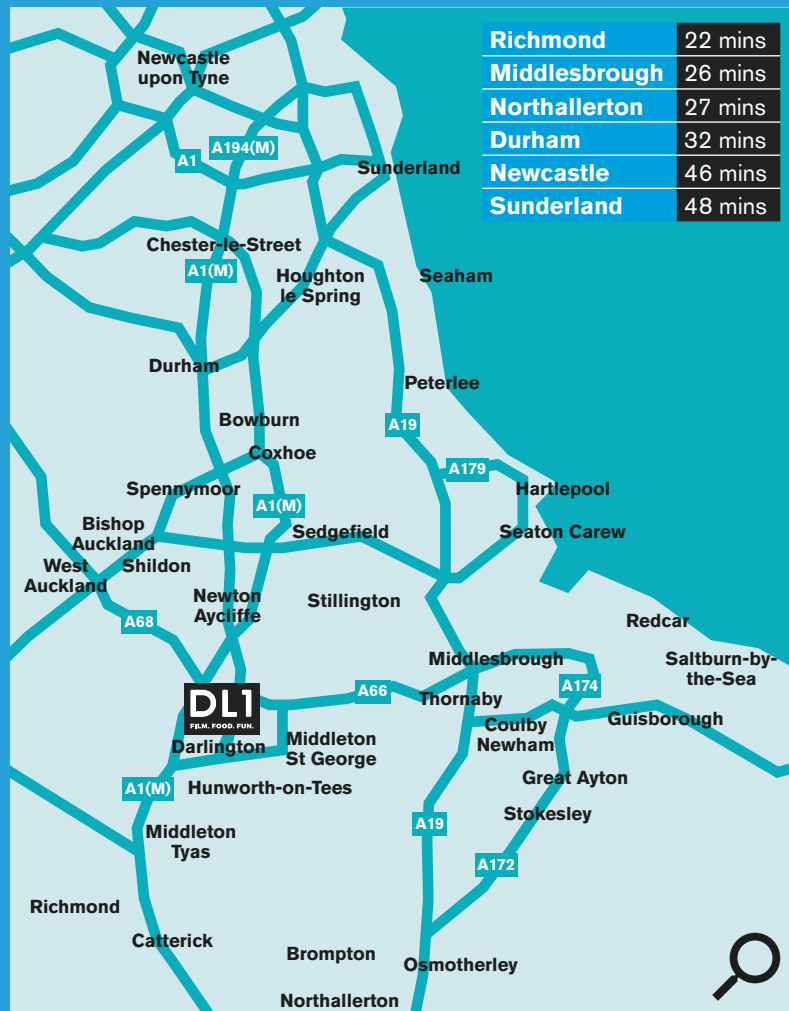 Richmond 22 mins
Middlesbrough 26 mins
Northallerton 27 mins
Durham 32 mins
Newcastle 46 mins
Sunderland 48 mins
Newcastle
upon Tyne
A194(M)
A1
Sunderland
Chester-le-Street
A1(M)
Houghton
le Spring
Seaham
Durham
Peterlee
Bowburn
A19
Coxhoe
A179
Spennymoor
Hartlepool
A1(M)
Bishop
Auckland
Sedgefield
Seaton Carew
West
Auckland
Shildon
Newton
Aycliffe
Stillington
A68
Redcar
Middlesbrough
Saltburn-by-
the-Sea
A66
A174
Thornaby
DL1
FILM. FOOD. FUN.
Guisborough
Coulby
Newham
Darlington
Middleton
St George
Great Ayton
A1(M)
Hunworth-on-Tees
Stokesley
A19
Middleton
Tyas
A172
Richmond
Catterick
Brompton
Osmotherley
Northallerton